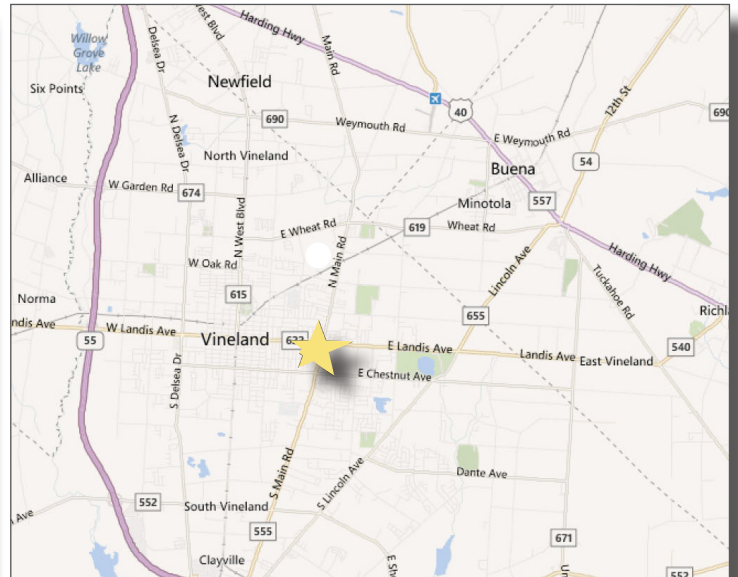 West Blvd
Harding Hwy
Delsea Dr
Main Rd
Willow
Grove
Lake
Newfield
Six Points
12th St
40
690
690
Weymouth Rd
E Weymouth Rd
N Delsea Dr
North Vineland
54
Buena
Alliance
W Garden Rd
674
557
Minotola
N West Blvd
E Wheat Rd
619
Wheat Rd
N Main Rd
Lincoln Ave
Harding Hwy
W Oak Rd
Tuckahoe Rd
615
Norma
655
Landis Ave
W Landis Ave
55
Vineland
E Landis Ave
Landis Ave
East Vineland
540
S Delsea Dr
E Chestnut Ave
S Main Rd
S Lincoln Ave
Dante Ave
552
South Vineland
Ave
555
671
Clayville
552